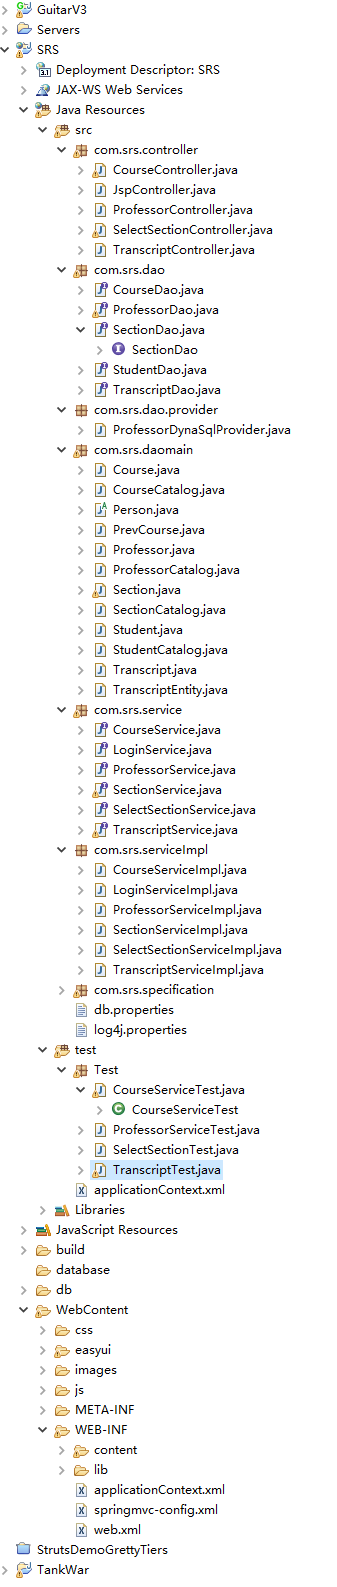 GuitarV3
Servers
SRS
Deployment Descriptor: SRS
JAX-WS Web Services
Java Resources
src
com.srs.controller
CourseController.java
JspController.java
ProfessorController.java
SelectSectionController.java
TranscriptController.java
com.srs.dao
CourseDao.java
ProfessorDao.java
SectionDao.java
SectionDao
StudentDao.java
TranscriptDao.java
com.srs.dao.provider
ProfessorDynaSqlProvider.java
com.srs.daomain
Course.java
CourseCatalog.java
Person.java
PrevCourse.java
Professor.java
ProfessorCatalog.java
Section.java
SectionCatalog.java
Student.java
StudentCatalog.java
Transcript.java
TranscriptEntity.java
com.srs.service
CourseService.java
LoginService.java
ProfessorService.java
SectionService.java
SelectSectionService.java
TranscriptService.java
com.srs.serviceImpl
CourseServiceImpl.java
LoginServiceImpl.java
ProfessorServiceImpl.java
SectionServiceImpl.java
SelectSectionServiceImpl.java
TranscriptServiceImpl.java
com.srs.specification
db.properties
log4j.properties
test
Test
CourseServiceTest.java
CourseServiceTest
ProfessorServiceTest.java
SelectSectionTest.java
TranscriptTest.java
applicationContext.xml
Libraries
JavaScript Resources
build
database
db
WebContent
css
easyui
images
js
META-INF
WEB-INF
content
lib
applicationContext.xml
springmvc-config.xml
web.xml
StrutsDemoGrettyTiers
TankWar